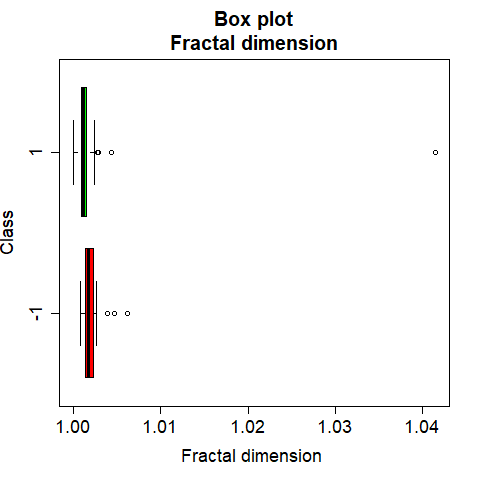 Box plot
Fractal dimension
Class
1
-1
1.00 1.01 1.02 1.03 1.04
Fractal dimension